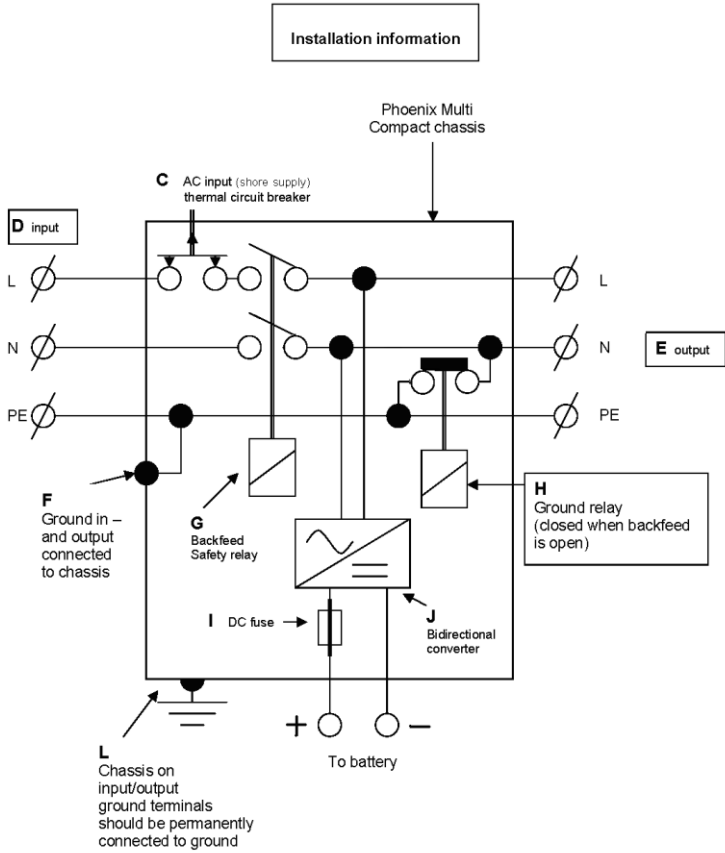 Installation information
Phoenix Multi
Compact chassis
C AC input (shore supply)
thermal circuit breaker
D input
L
L
N
N
E output
PE
PE
F
Ground in –
and output
connected
to chassis
G
Backfeed
Safety relay
H
Ground relay
(closed when backfeed
is open)
I DC fuse
J
Bidirectional
converter
+ –
To battery
L
Chassis on
input/output
ground terminals
should be permanently
connected to ground